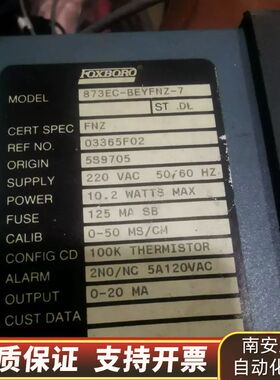 FOXBORO
MODEL 873EC-BEYFNZ-7
ST .DL
CERT SPEC FNZ
REF NO. 03365F02
ORIGIN 5S9705
SUPPLY 220 VAC 50/60 HZ
POWER 10.2 WATTS MAX
FUSE 125 MA SB
CALIB 0-50 MS/CM
CONFIG CD 100K THERMISTOR
ALARM 2NO/NC 5A120VAC
OUTPUT 0-20 MA
CUST DATA
质保证 支持开票
南安
自动化